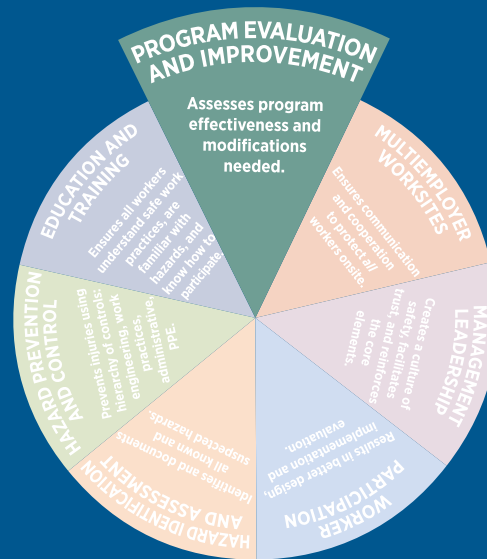 PROGRAM EVALUATION
AND IMPROVEMENT
Assesses program
effectiveness and
modifications
needed.
MULTIEMPLOYER
WORKSITES
Ensures communication
and cooperation
to protect all
workers onsite.
MANAGEMENT
LEADERSHIP
Creates a culture of
safety, facilitates
trust, and reinforces
the core
elements.
WORKER
PARTICIPATION
Results in better design,
implementation and
evaluation.
HAZARD IDENTIFICATION
AND ASSESSMENT
Identifies and documents
all known and
suspected hazards.
HAZARD PREVENTION
AND CONTROL
Prevents injuries using
hierarchy of controls:
engineering, work
practices,
administrative,
PPE.
EDUCATION AND
TRAINING
Ensures all workers
understand safe work
practices, are
familiar with
hazards, and
know how to
participate.